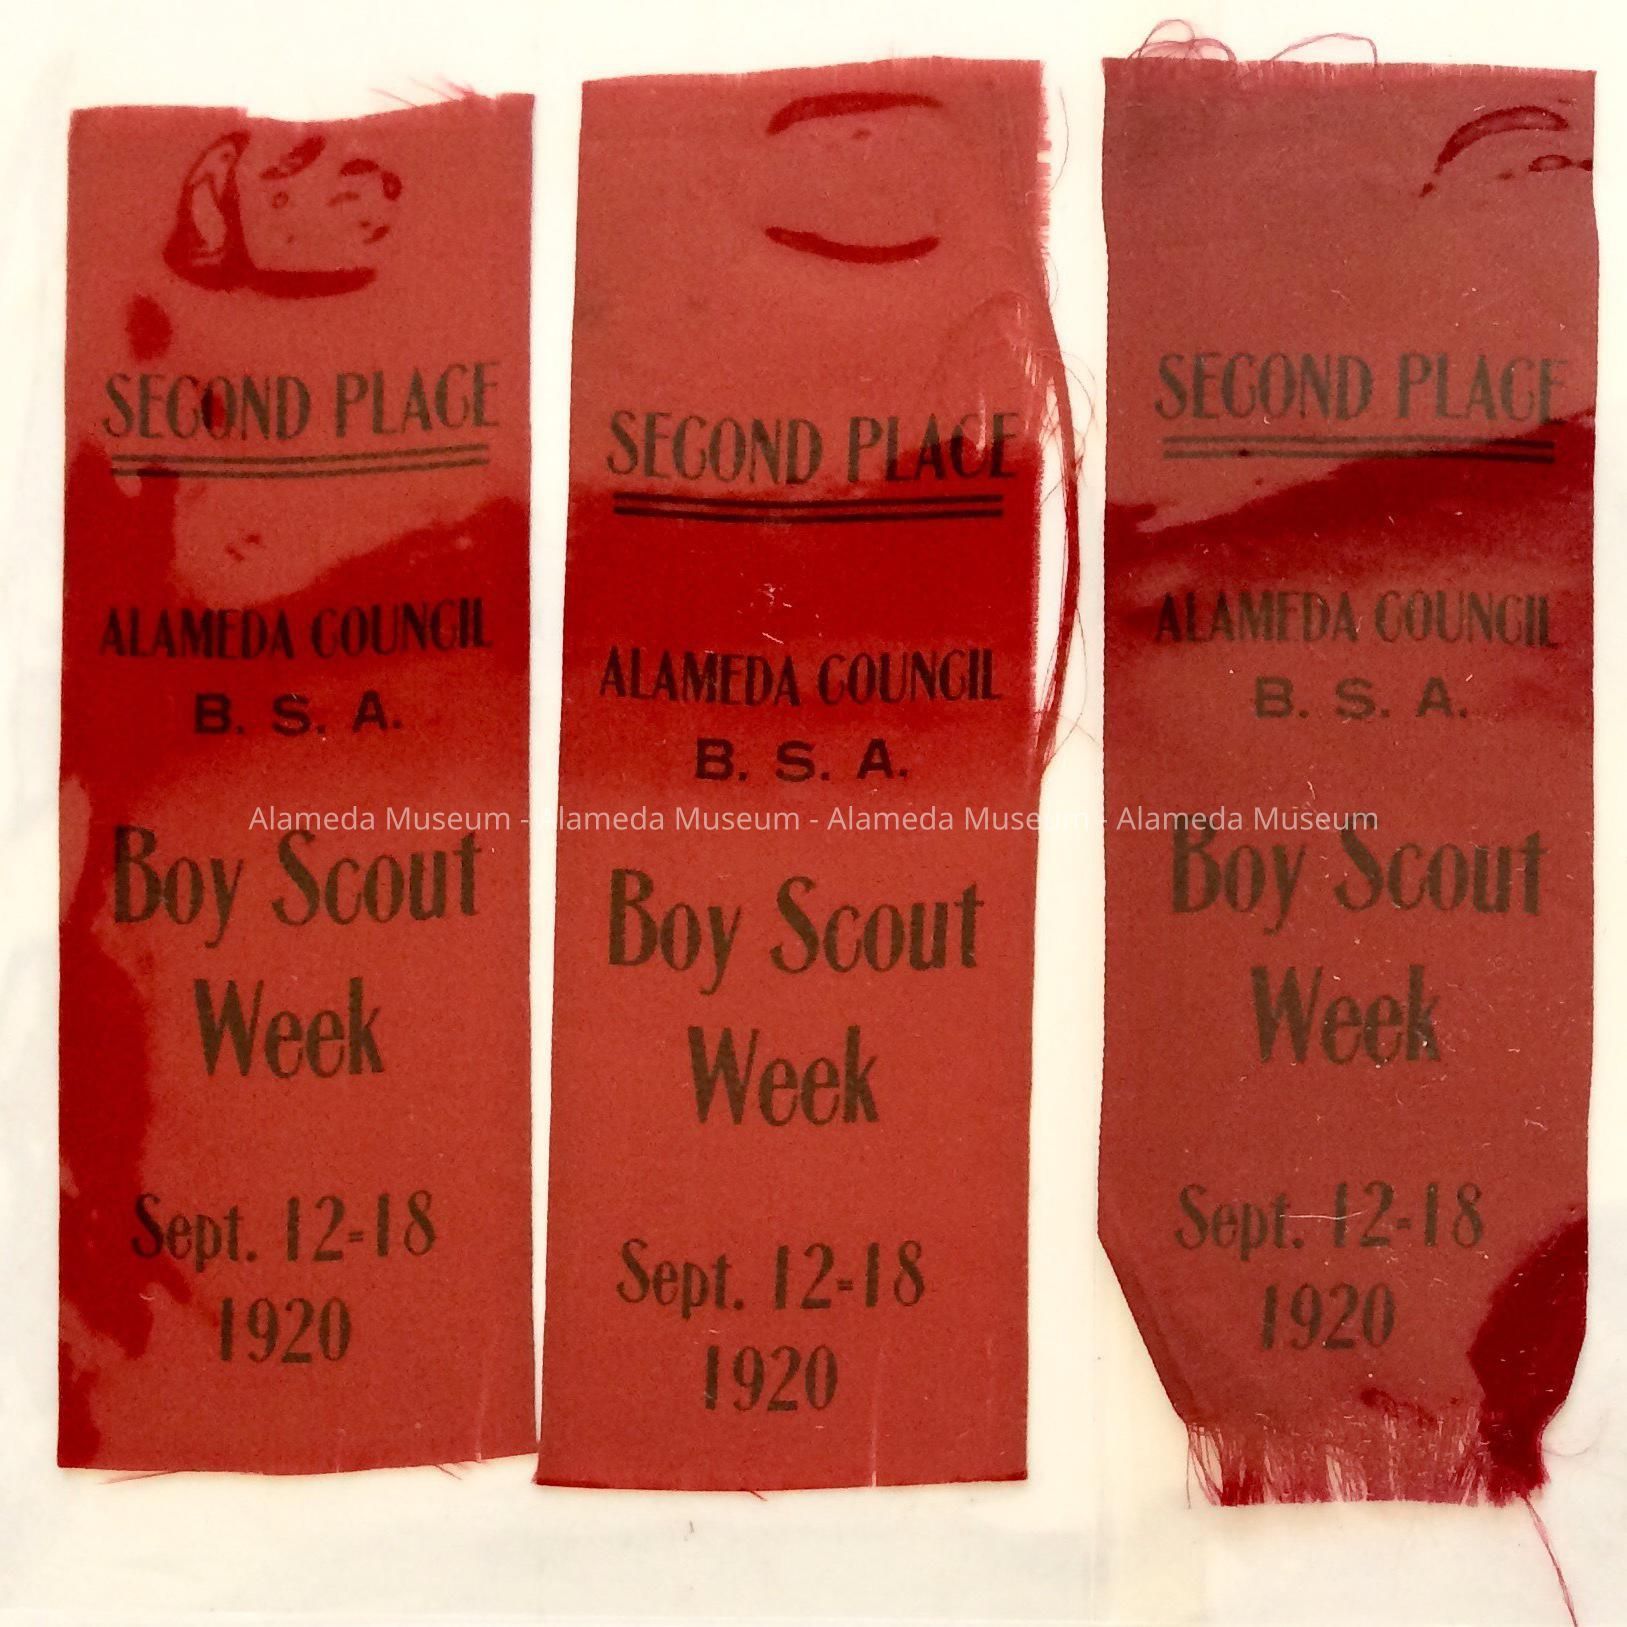 SECOND PLACE
ALAMEDA COUNCIL
B. S. A.
Boy Scout
Week
Sept. 12-18
1920
SECOND PLACE
ALAMEDA COUNCIL
B. S. A.
Boy Scout
Week
Sept. 12-18
1920
SECOND PLACE
ALAMEDA COUNCIL
B. S. A.
Boy Scout
Week
Sept. 12-18
1920
Alameda Museum - Alameda Museum - Alameda Museum - Alameda Museum